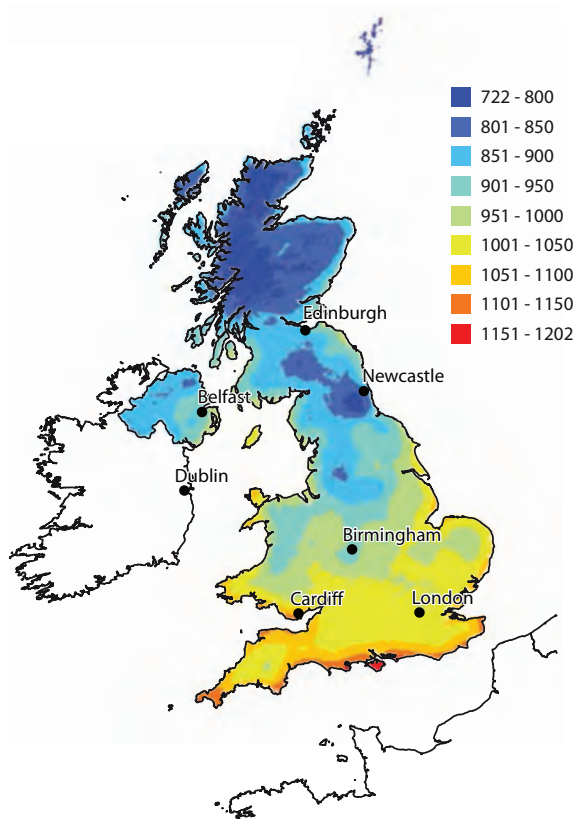 722 - 800
801 - 850
851 - 900
901 - 950
951 - 1000
1001 - 1050
1051 - 1100
1101 - 1150
1151 - 1202
Edinburgh
Newcastle
Belfast
Dublin
Birmingham
Cardiff
London